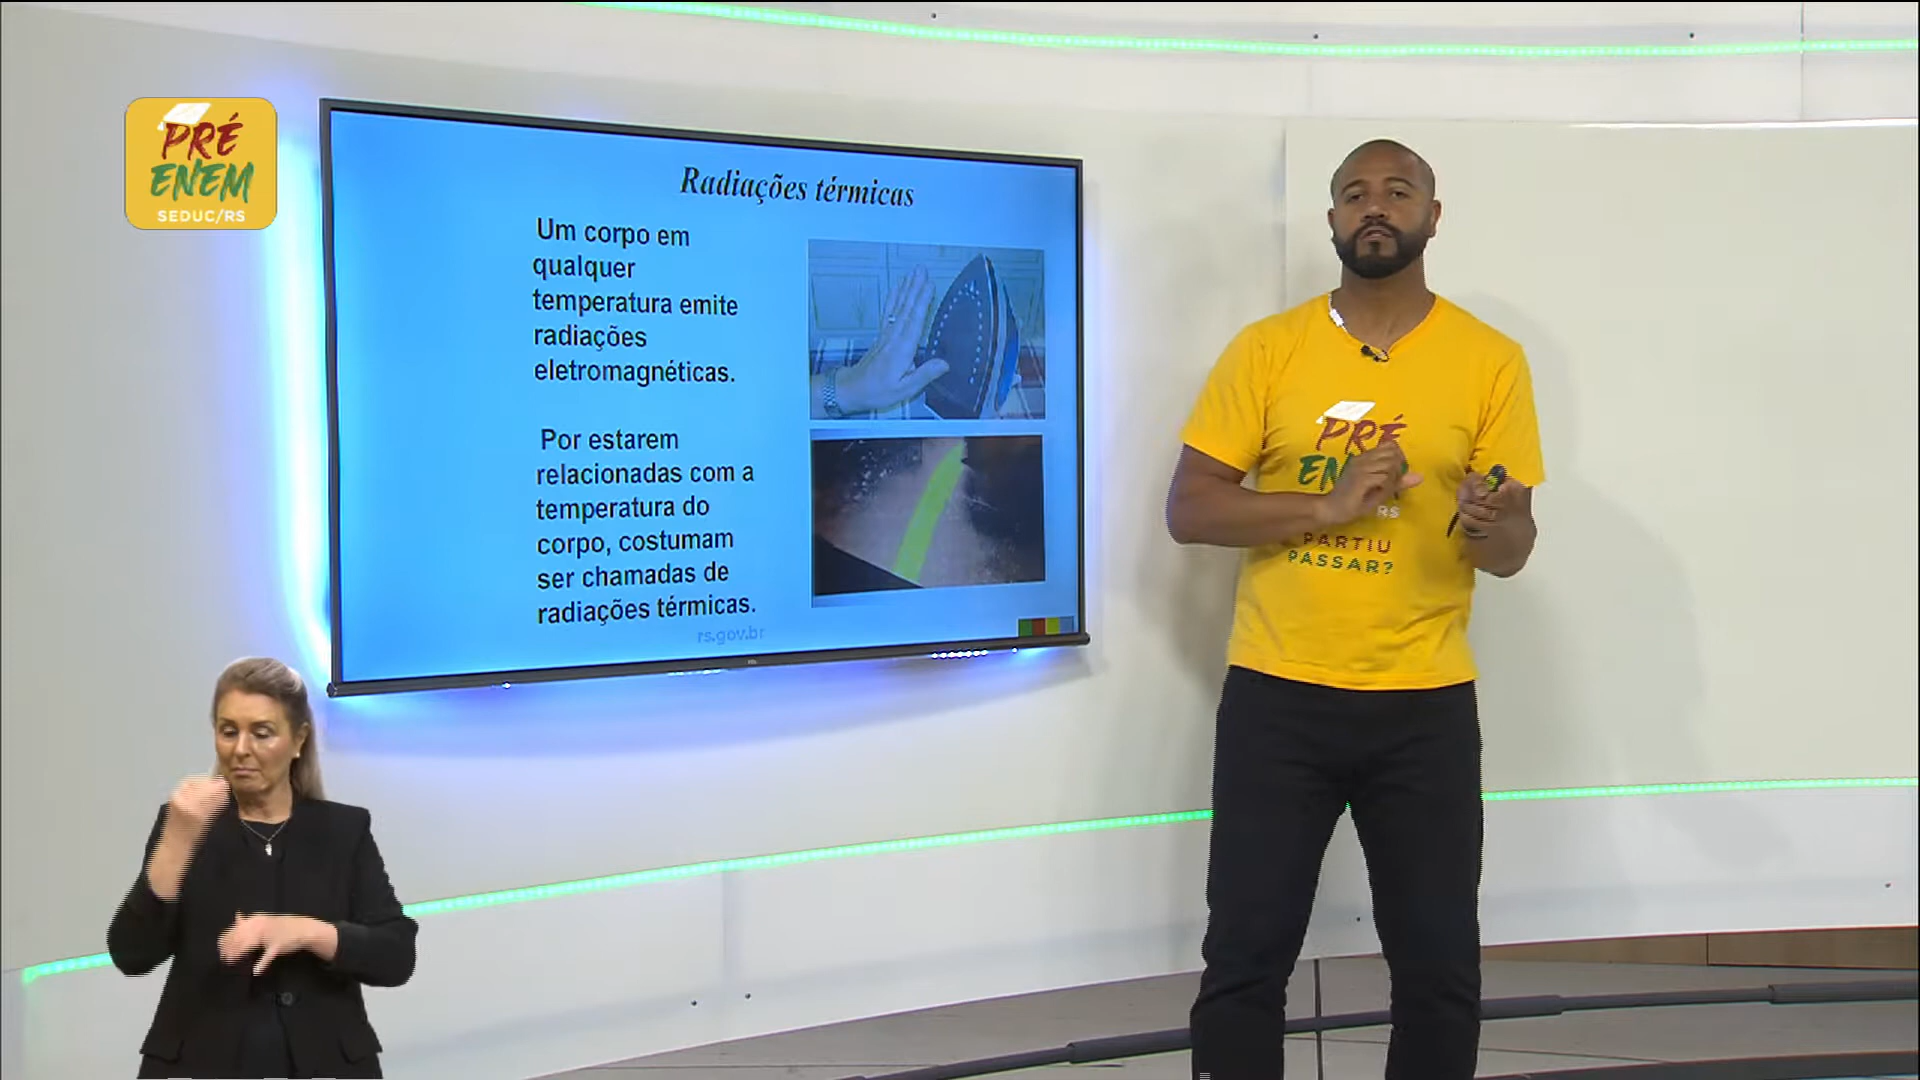 PRÉ
ENEM
SEDUC/RS
Radiações térmicas
Um corpo em
qualquer
temperatura emite
radiações
eletromagnéticas.
Por estarem
relacionadas com a
temperatura do
corpo, costumam
ser chamadas de
radiações térmicas.
rs.gov.br
PRÉ
RS
PARTIU
PASSAR?